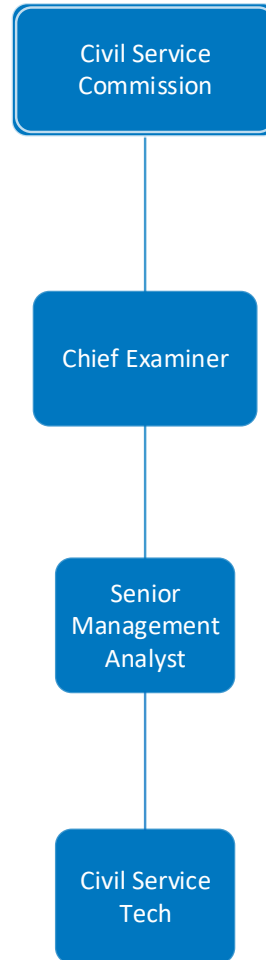 Civil Service
Commission
Chief Examiner
Senior
Management
Analyst
Civil Service
Tech